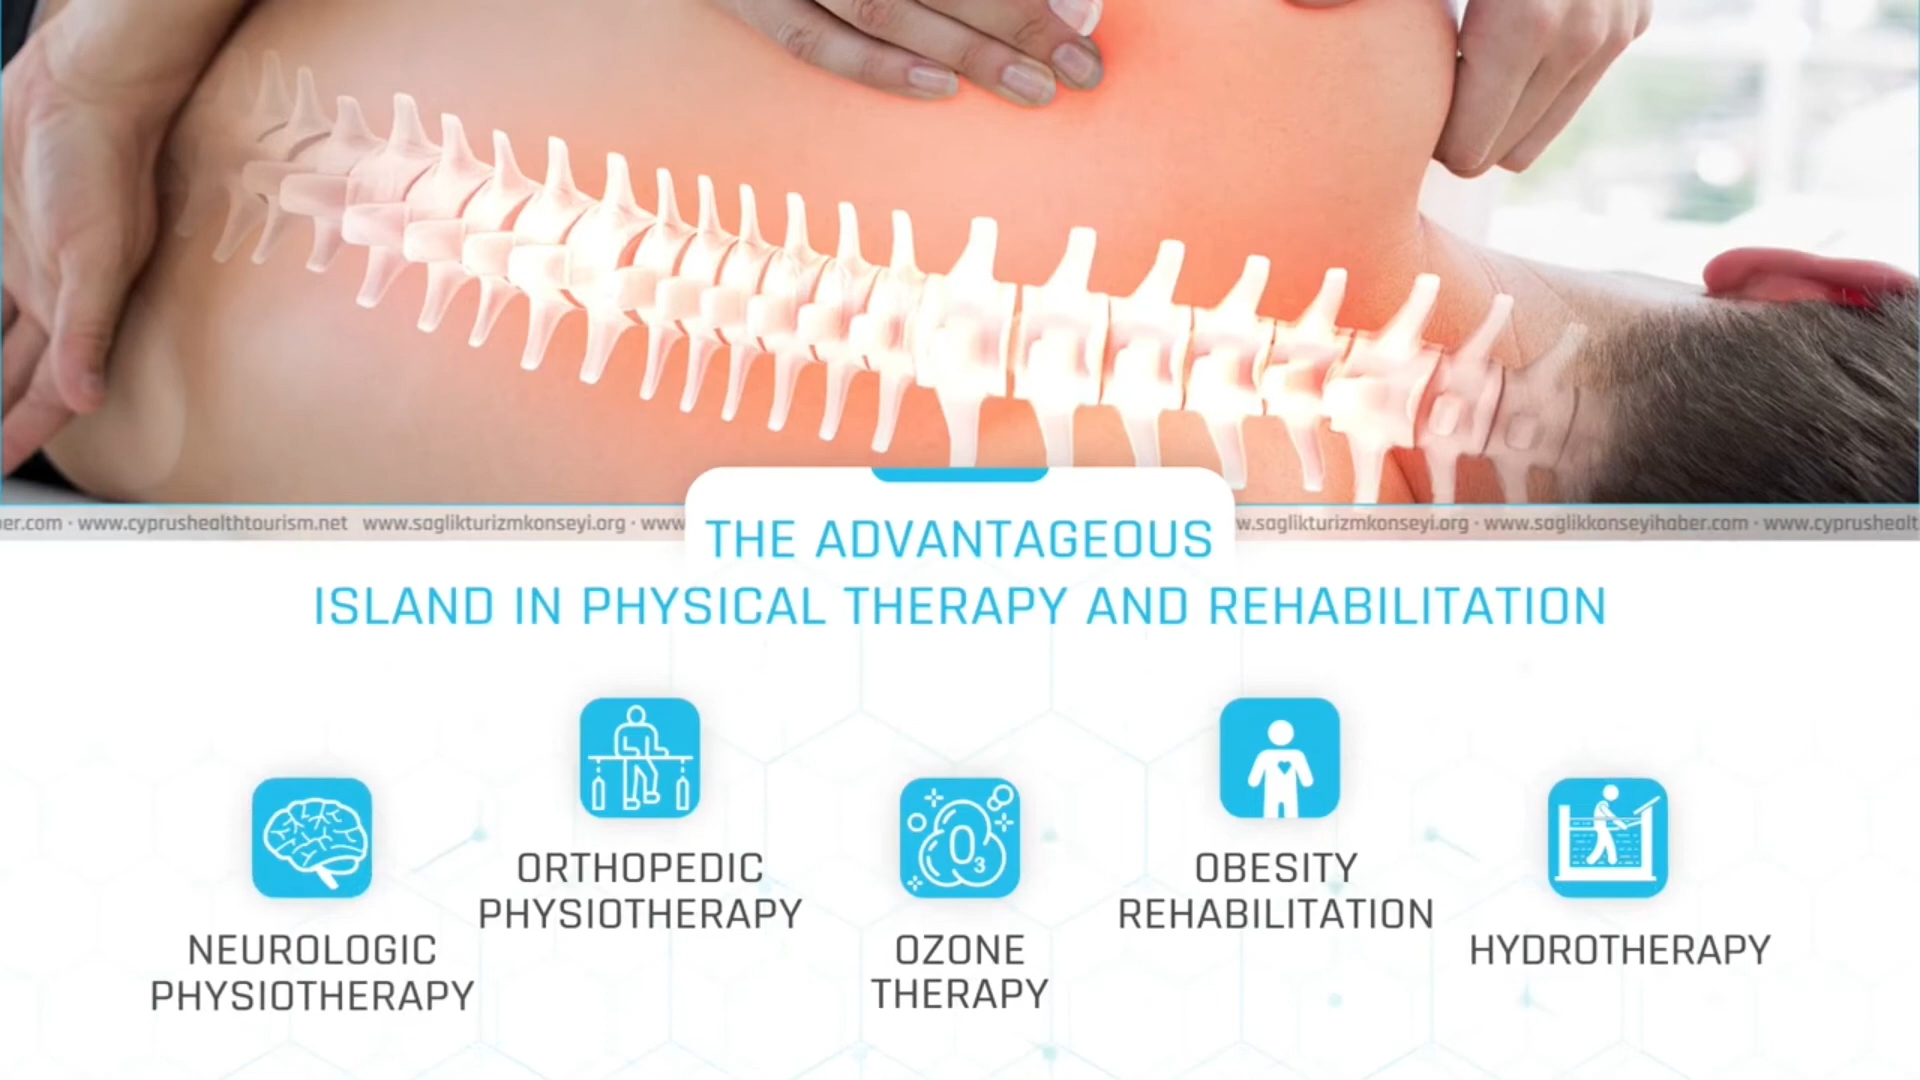 er.com · www.cyprushealthtourism.net www.saglikturizmkonseyi.org · www
w.saglikturizmkonseyi.org · www.saglikkonseyihaber.com · www.cyprushealt
THE ADVANTAGEOUS
ISLAND IN PHYSICAL THERAPY AND REHABILITATION
NEUROLOGIC
PHYSIOTHERAPY
ORTHOPEDIC
PHYSIOTHERAPY
O3
OZONE
THERAPY
OBESITY
REHABILITATION
HYDROTHERAPY